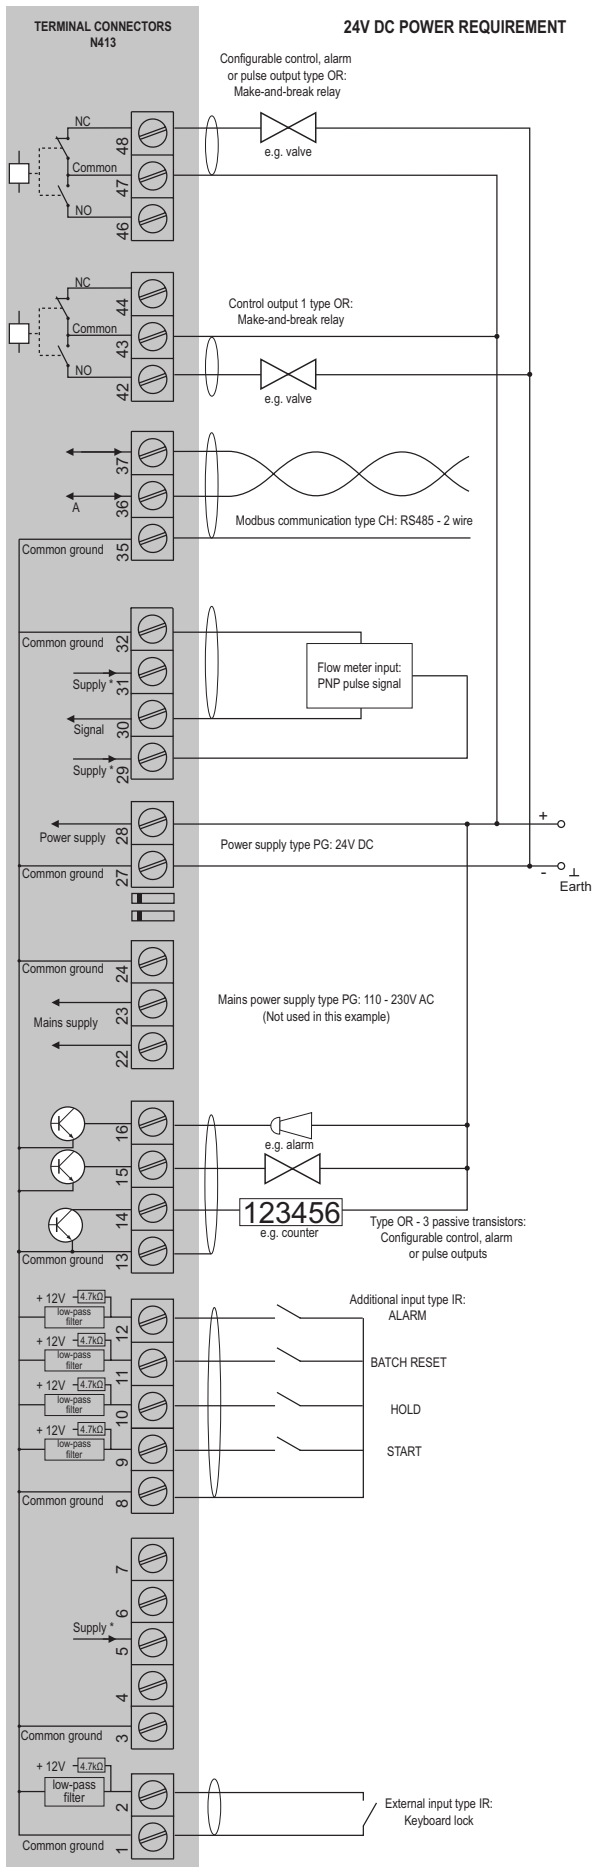 TERMINAL CONNECTORS
N413
24V DC POWER REQUIREMENT
Configurable control, alarm
or pulse output type OR:
Make-and-break relay
NC
48
e.g. valve
Common
47
NO
46
NC
44
Control output 1 type OR:
Make-and-break relay
Common
43
NO
42
e.g. valve
37
36
A
Modbus communication type CH: RS485 - 2 wire
35
Common ground
32
Common ground
Flow meter input:
PNP pulse signal
31
Supply *
30
Signal
29
Supply *
28
+
Power supply
Power supply type PG: 24V DC
27
Common ground
-
Earth
24
Common ground
Mains power supply type PG: 110 - 230V AC
(Not used in this example)
23
Mains supply
22
16
e.g. alarm
15
14
123456
e.g. counter
Type OR - 3 passive transistors:
Configurable control, alarm
or pulse outputs
13
Common ground
+ 12V 4.7kΩ
low-pass
filter
12
Additional input type IR:
ALARM
+ 12V 4.7kΩ
low-pass
filter
11
BATCH RESET
+ 12V 4.7kΩ
low-pass
filter
10
HOLD
+ 12V 4.7kΩ
low-pass
filter
9
START
Common ground
8
7
6
Supply *
5
4
3
Common ground
+ 12V 4.7kΩ
low-pass
filter
2
External input type IR:
Keyboard lock
Common ground
1